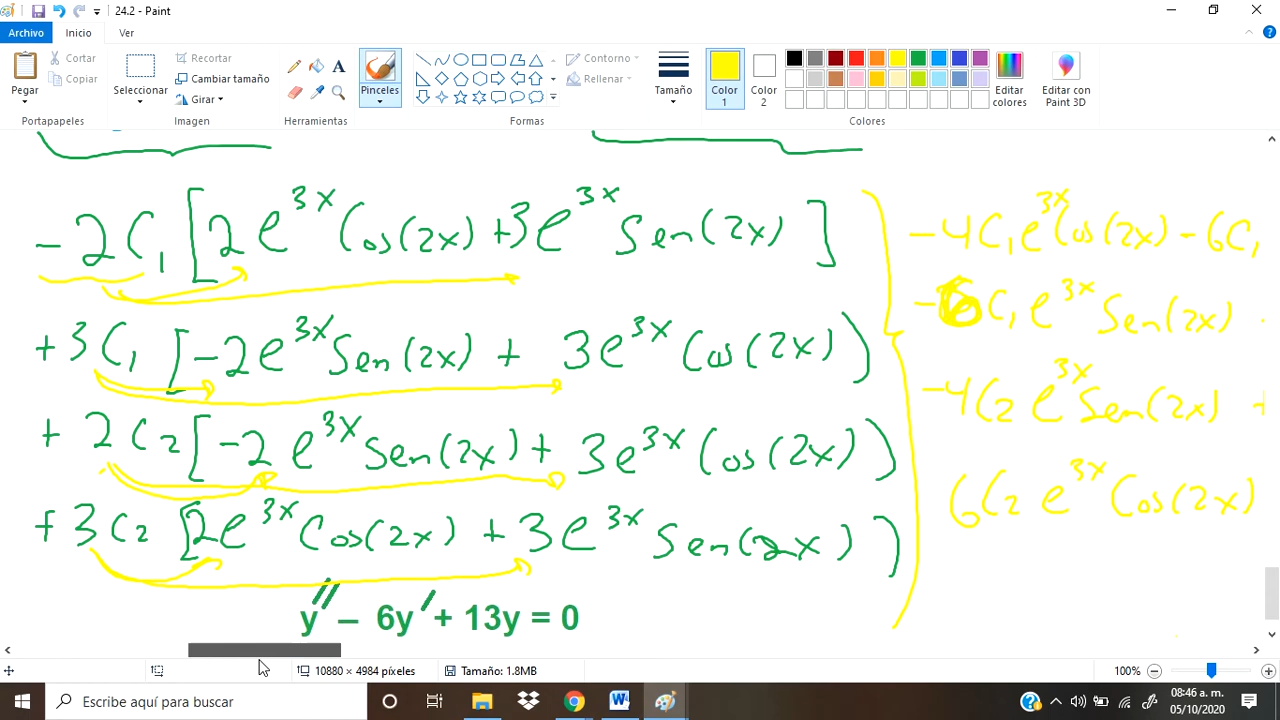 24.2 - Paint
Archivo Inicio Ver
Pegar Cortar Copiar Seleccionar Recortar Cambiar tamaño Girar Pinceles Contorno Rellenar Tamaño Color 1 Color 2 Editar colores Editar con Paint 3D
Portapapeles Imagen Herramientas Formas Colores
- 2C₁ [2e^3x Cos(2x) + 3e^3x Sen(2x)]
+ 3C₁ [-2e^3x Sen(2x) + 3e^3x Cos(2x))
+ 2C₂ [-2e^3x Sen(2x) + 3e^3x Cos(2x))
+ 3C₂ [2e^3x Cos(2x) + 3e^3x Sen(2x))
y'' – 6y' + 13y = 0
-4C₁e^3x Cos(2x) - 6C₁
-6C₁e^3x Sen(2x)
-4C₂e^3x Sen(2x) +
6C₂e^3x Cos(2x)
10880 × 4984 píxeles Tamaño: 1.8MB 100%
Escribe aquí para buscar
08:46 a. m.
05/10/2020